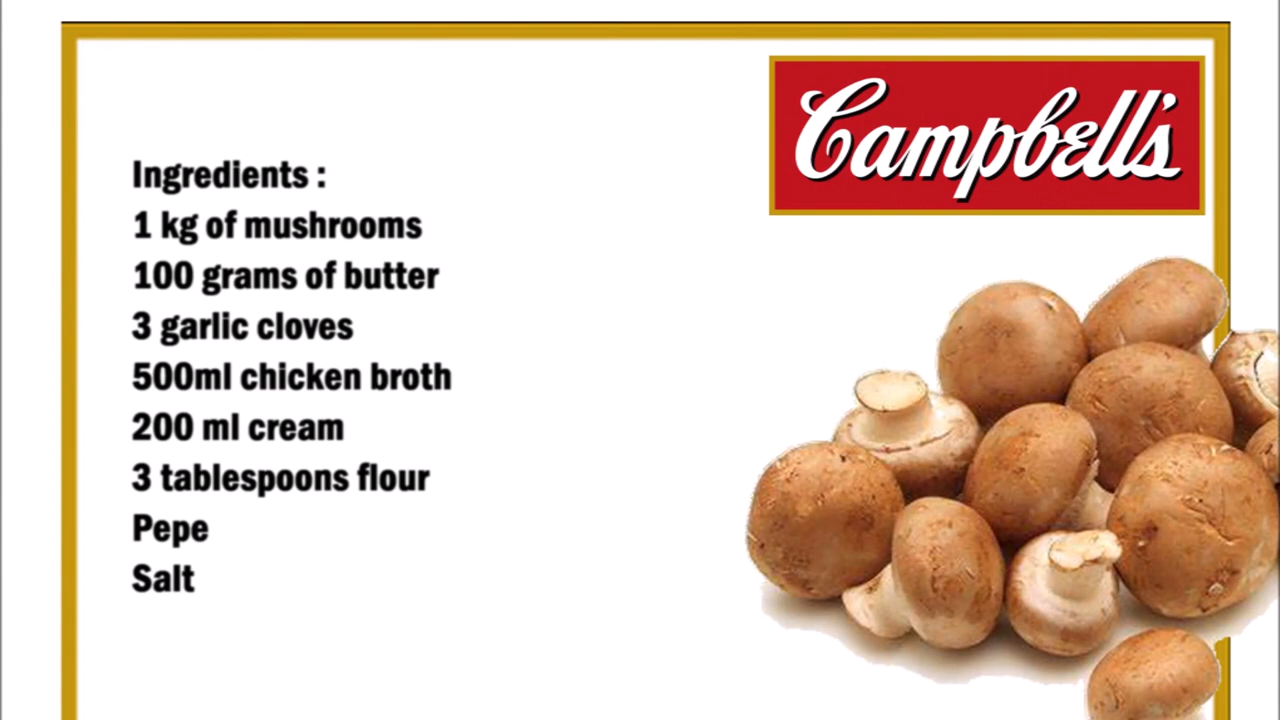 Campbell's
Ingredients :
1 kg of mushrooms
100 grams of butter
3 garlic cloves
500ml chicken broth
200 ml cream
3 tablespoons flour
Pepe
Salt